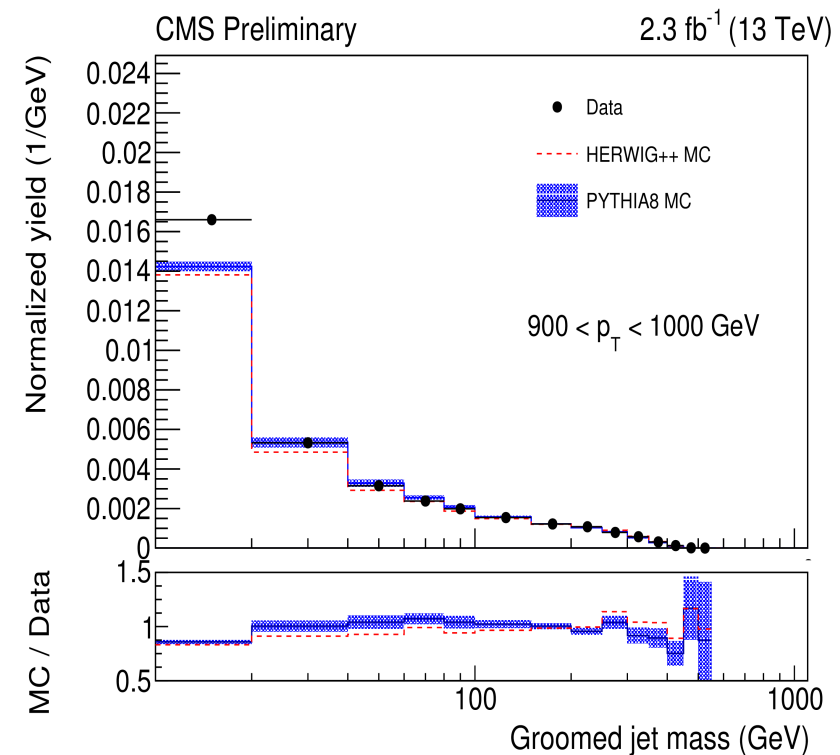 CMS Preliminary 2.3 fb-1 (13 TeV)
Normalized yield (1/GeV)
0.024
0.022
0.02
0.018
0.016
0.014
0.012
0.01
0.008
0.006
0.004
0.002
0
Data
HERWIG++ MC
PYTHIA8 MC
900 < pT < 1000 GeV
MC / Data
1.5
1
0.5
100 1000
Groomed jet mass (GeV)